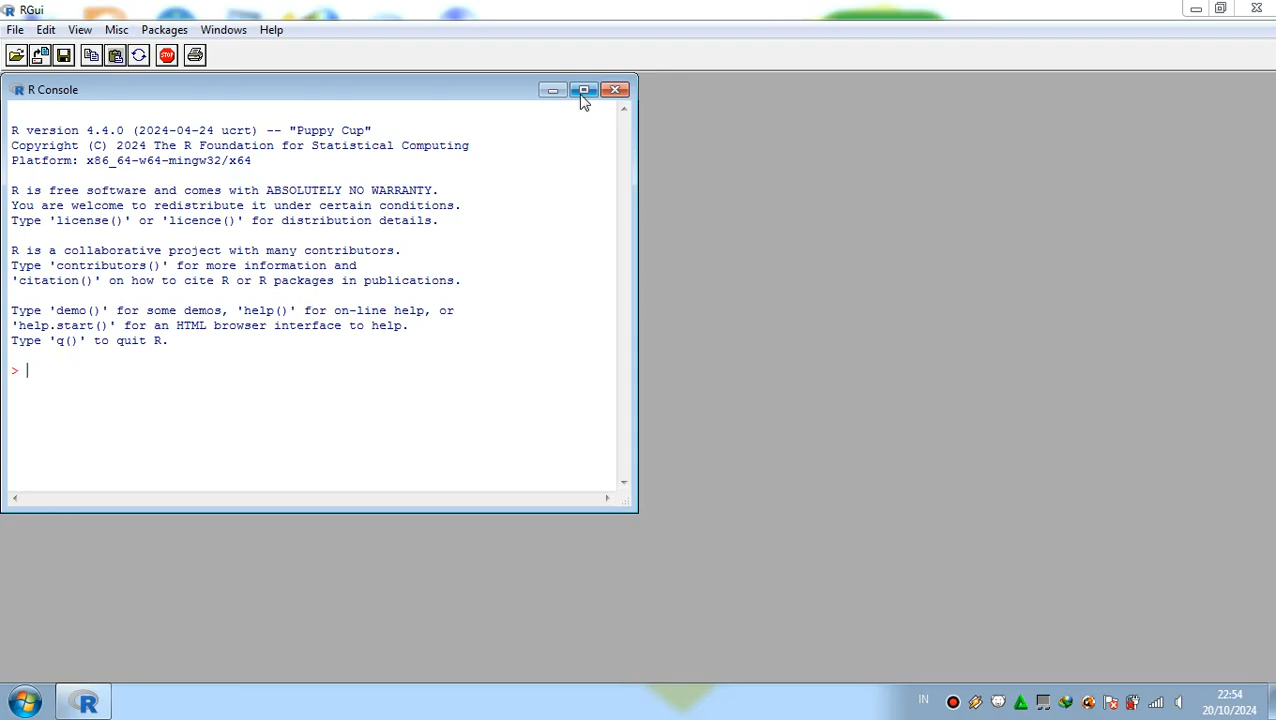 RGui
File Edit View Misc Packages Windows Help
STOP
R Console
R version 4.4.0 (2024-04-24 ucrt) -- "Puppy Cup"
Copyright (C) 2024 The R Foundation for Statistical Computing
Platform: x86_64-w64-mingw32/x64
R is free software and comes with ABSOLUTELY NO WARRANTY.
You are welcome to redistribute it under certain conditions.
Type 'license()' or 'licence()' for distribution details.
R is a collaborative project with many contributors.
Type 'contributors()' for more information and
'citation()' on how to cite R or R packages in publications.
Type 'demo()' for some demos, 'help()' for on-line help, or
'help.start()' for an HTML browser interface to help.
Type 'q()' to quit R.
>
IN
22:54
20/10/2024